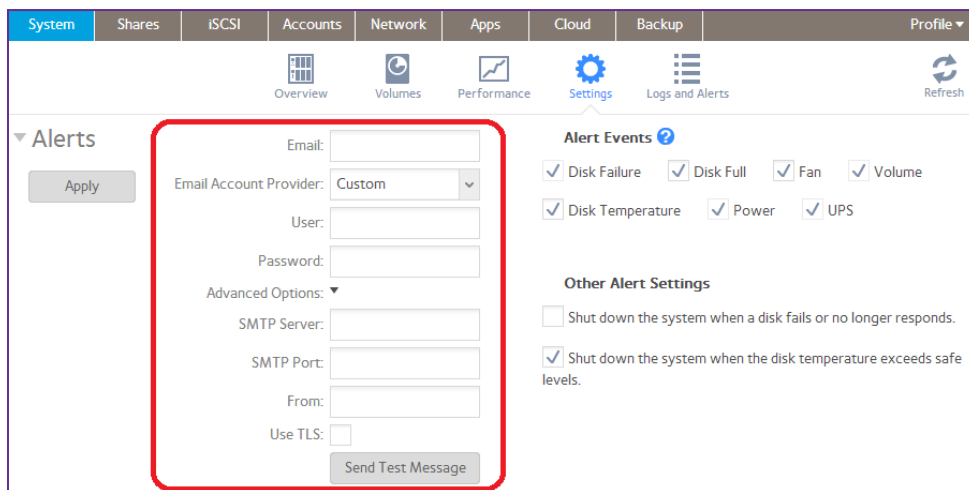 System Shares iSCSI Accounts Network Apps Cloud Backup Profile
Overview Volumes Performance Settings Logs and Alerts Refresh
Alerts
Apply
Email:
Email Account Provider: Custom
User:
Password:
Advanced Options:
SMTP Server:
SMTP Port:
From:
Use TLS:
Send Test Message
Alert Events ?
Disk Failure Disk Full Fan Volume
Disk Temperature Power UPS
Other Alert Settings
Shut down the system when a disk fails or no longer responds.
Shut down the system when the disk temperature exceeds safe
levels.